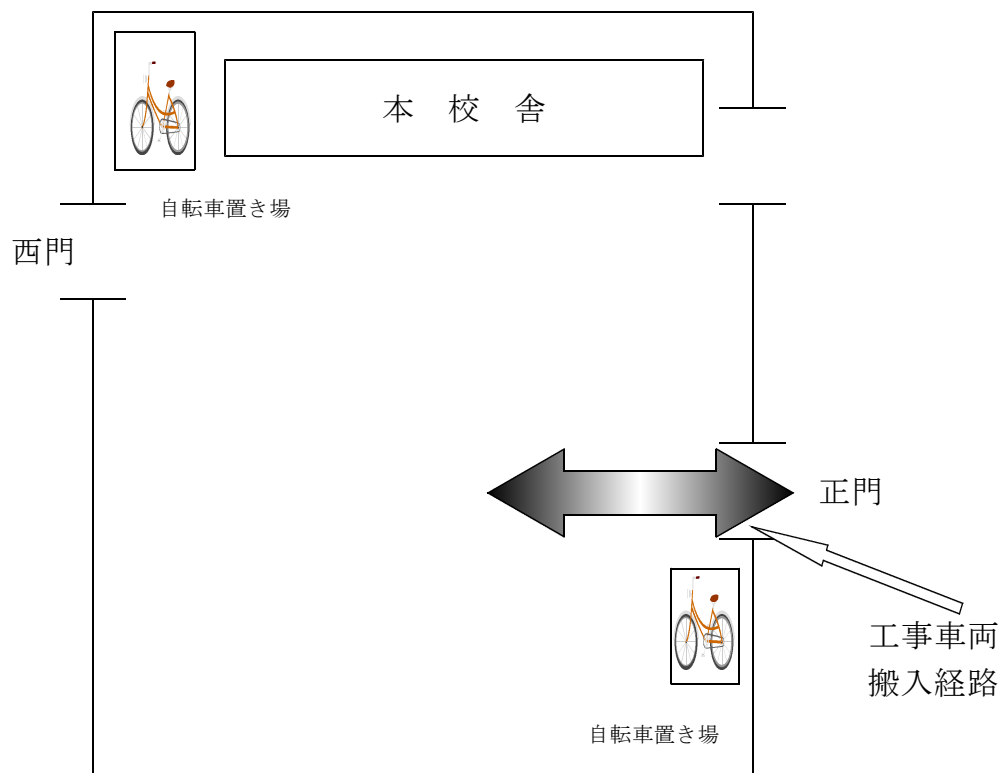 本 校 舎
自転車置き場
西門
正門
工事車両
搬入経路
自転車置き場